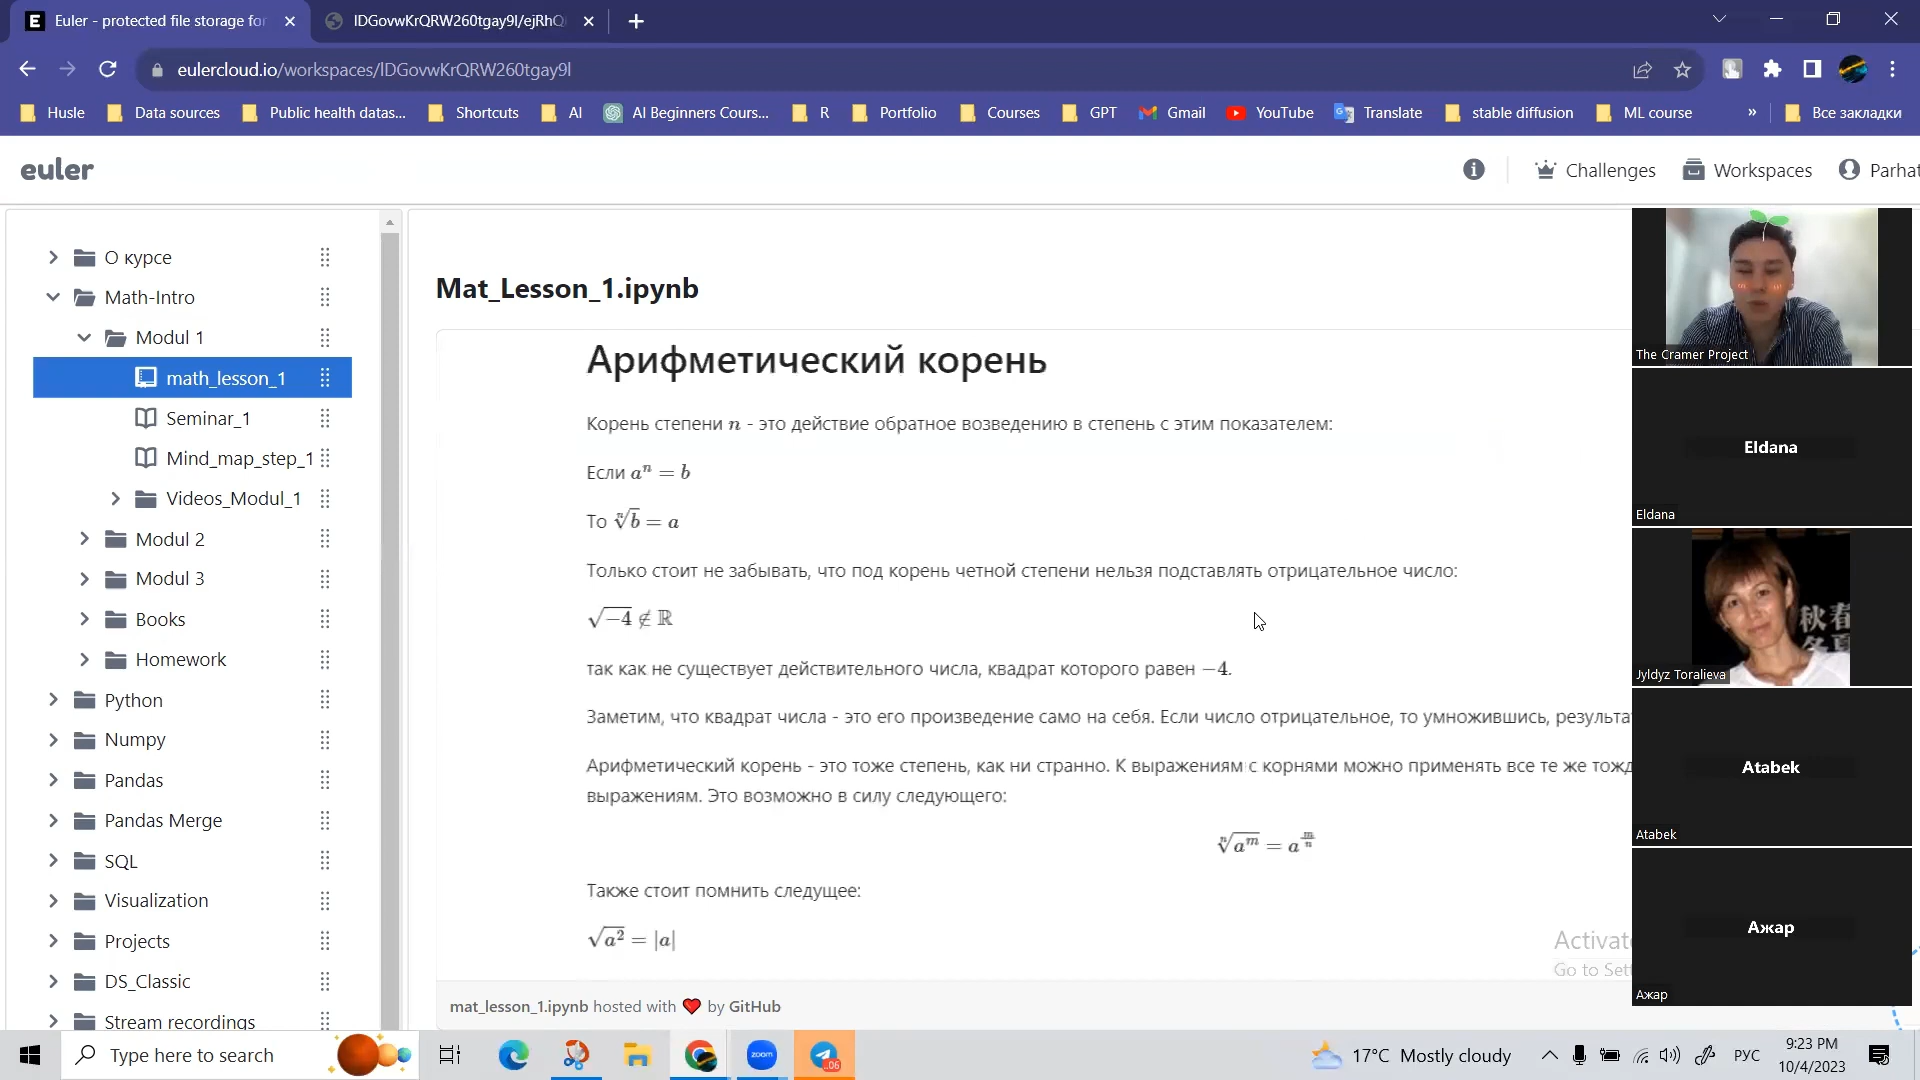 Euler - protected file storage for
lDGovwKrQRW260tgay9l/ejRhQ
eulercloud.io/workspaces/lDGovwKrQRW260tgay9l
Husle
Data sources
Public health datas...
Shortcuts
AI
AI Beginners Cours...
R
Portfolio
Courses
GPT
Gmail
YouTube
Translate
stable diffusion
ML course
»
Все закладки
euler
Challenges
Workspaces
Parhat
О курсе
Math-Intro
Modul 1
math_lesson_1
Seminar_1
Mind_map_step_1
Videos_Modul_1
Modul 2
Modul 3
Books
Homework
Python
Numpy
Pandas
Pandas Merge
SQL
Visualization
Projects
DS_Classic
Stream recordings
Mat_Lesson_1.ipynb
Арифметический корень
Корень степени n - это действие обратное возведению в степень с этим показателем:
Если aⁿ = b
То ⁿ√b = a
Только стоит не забывать, что под корень четной степени нельзя подставлять отрицательное число:
√−4 ∉ ℝ
так как не существует действительного числа, квадрат которого равен −4.
Заметим, что квадрат числа - это его произведение само на себя. Если число отрицательное, то умножившись, результа
Арифметический корень - это тоже степень, как ни странно. К выражениям с корнями можно применять все те же тожд
выражениям. Это возможно в силу следующего:
ⁿ√aᵐ = a^(m/n)
Также стоит помнить следущее:
√a² = |a|
mat_lesson_1.ipynb hosted with ❤ by GitHub
Activat
Go to Set
The Cramer Project
Eldana
Eldana
秋春
冬夏
Jyldyz Toralieva
Atabek
Atabek
Ажар
Ажар
Type here to search
zoom
06
17°C Mostly cloudy
РУС
9:23 PM
10/4/2023